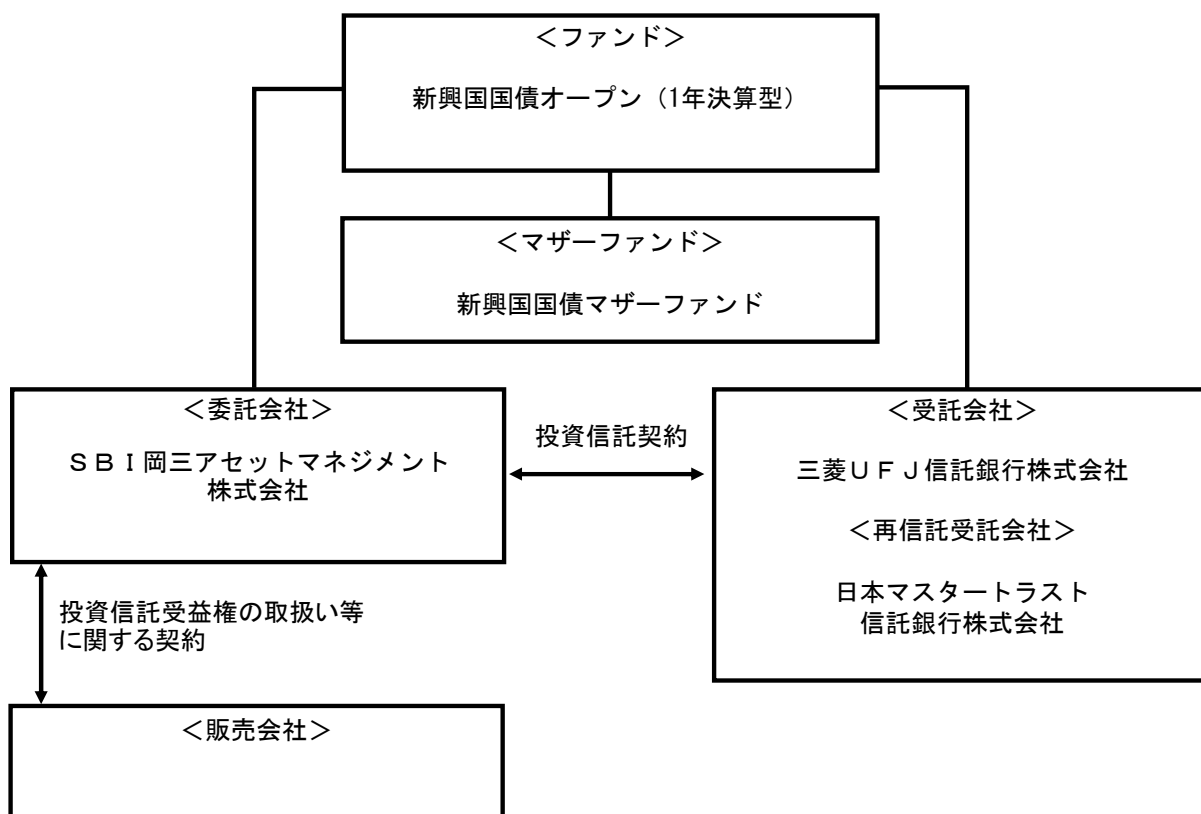 ＜ファンド＞
新興国国債オープン（1年決算型）
＜マザーファンド＞
新興国国債マザーファンド
＜委託会社＞
ＳＢＩ岡三アセットマネジメント
株式会社
投資信託契約
＜受託会社＞
三菱ＵＦＪ信託銀行株式会社
＜再信託受託会社＞
日本マスタートラスト
信託銀行株式会社
投資信託受益権の取扱い等
に関する契約
＜販売会社＞